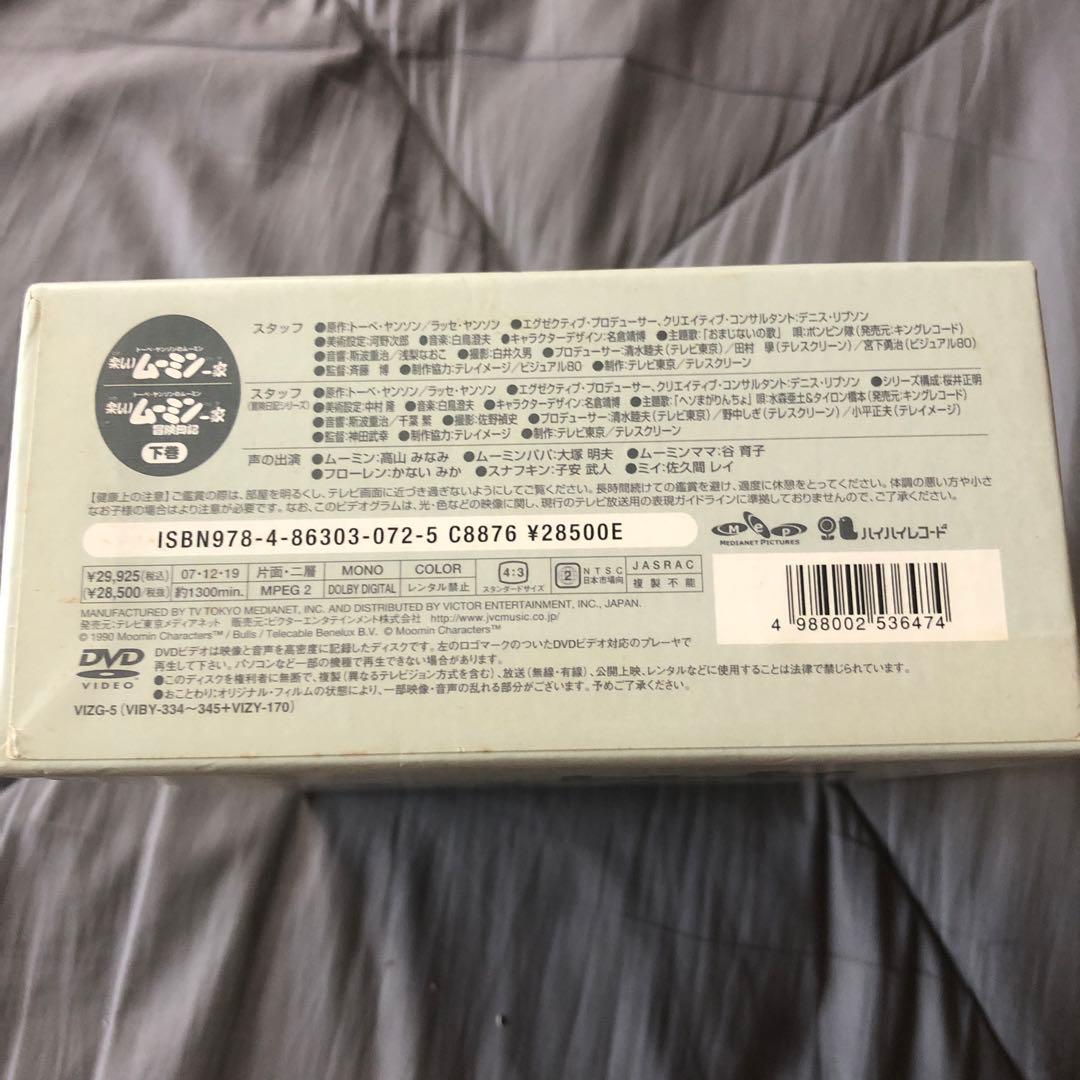 トーベ・ヤンソンのムーミン
楽しいムーミン一家
トーベ・ヤンソンのムーミン
楽しいムーミン一家
冒険日記
下巻
スタッフ ●原作:トーベ・ヤンソン/ラッセ・ヤンソン ●エグゼクティブ・プロデューサー、クリエイティブ・コンサルタント:デニス・リブソン
●美術設定:河野次郎 ●音楽:白鳥澄夫 ●キャラクターデザイン:名倉靖博 ●主題歌:「おまじないの歌」 唄:ポンピン隊(発売元:キングレコード)
●音響:斯波重治/浅梨なおこ ●撮影:白井久男 ●プロデューサー:清水睦夫(テレビ東京)/田村 學(テレスクリーン)/宮下勇治(ビジュアル80)
●監督:斉藤 博 ●制作協力:テレイメージ/ビジュアル80 ●制作:テレビ東京/テレスクリーン
スタッフ ●原作:トーベ・ヤンソン/ラッセ・ヤンソン ●エグゼクティブ・プロデューサー、クリエイティブ・コンサルタント:デニス・リブソン ●シリーズ構成:桜井正明
(冒険日記シリーズ) ●美術設定:中村 隆 ●音楽:白鳥澄夫 ●キャラクターデザイン:名倉靖博 ●主題歌:「へソまがりんちょ」 唄:水森亜土&タイロン橋本(発売元:キングレコード)
●音響:斯波重治/千葉 繁 ●撮影:佐野禎史 ●プロデューサー:清水睦夫(テレビ東京)/野中しぎ(テレスクリーン)/小平正夫(テレイメージ)
●監督:神田武幸 ●制作協力:テレイメージ ●制作:テレビ東京/テレスクリーン
声の出演 ●ムーミン:高山 みなみ ●ムーミンパパ:大塚 明夫 ●ムーミンママ:谷 育子
●フローレン:かない みか ●スナフキン:子安 武人 ●ミイ:佐久間 レイ
【健康上の注意】ご鑑賞の際は、部屋を明るくし、テレビ画面に近づき過ぎないようにしてご覧ください。長時間続けての鑑賞を避け、適度に休憩をとってください。体調の悪い方や小さ
なお子様の場合はより注意が必要です。なお、このビデオグラムは、光・色などの映像に関し、現行のテレビ放送用の表現ガイドラインに準拠しておりませんので、ご了承ください。
ISBN978-4-86303-072-5 C8876 ¥28500E
MeP
MEDIANET PICTURES
ハイハイレコード
¥29,925(税込) 07・12・19 片面・二層 MONO COLOR 4:3 2 NTSC JASRAC
¥28,500(税抜) 約1300min. MPEG 2 DOLBY DIGITAL レンタル禁止 スタンダードサイズ 日本市場向 複製不能
MANUFACTURED BY TV TOKYO MEDIANET, INC. AND DISTRIBUTED BY VICTOR ENTERTAINMENT, INC., JAPAN.
発売元:テレビ東京メディアネット 販売元:ビクターエンタテインメント株式会社 http://www.jvcmusic.co.jp/
© 1990 Moomin Characters™ / Bulls / Telecable Benelux B.V. © Moomin Characters™
4 988002 536474
DVD
VIDEO
DVDビデオは映像と音声を高密度に記録したディスクです。左のロゴマークのついたDVDビデオ対応のプレーヤで
再生して下さい。パソコンなど一部の機種で再生できない場合があります。
●このディスクを権利者に無断で、複製(異なるテレビジョン方式を含む)、放送(無線・有線)、公開上映、レンタルなどに使用することは法律で禁じられています。
●おことわり:オリジナル・フィルムの状態により、一部映像・音声の乱れる部分がございます。予めご了承ください。
VIZG-5 (VIBY-334〜345+VIZY-170)